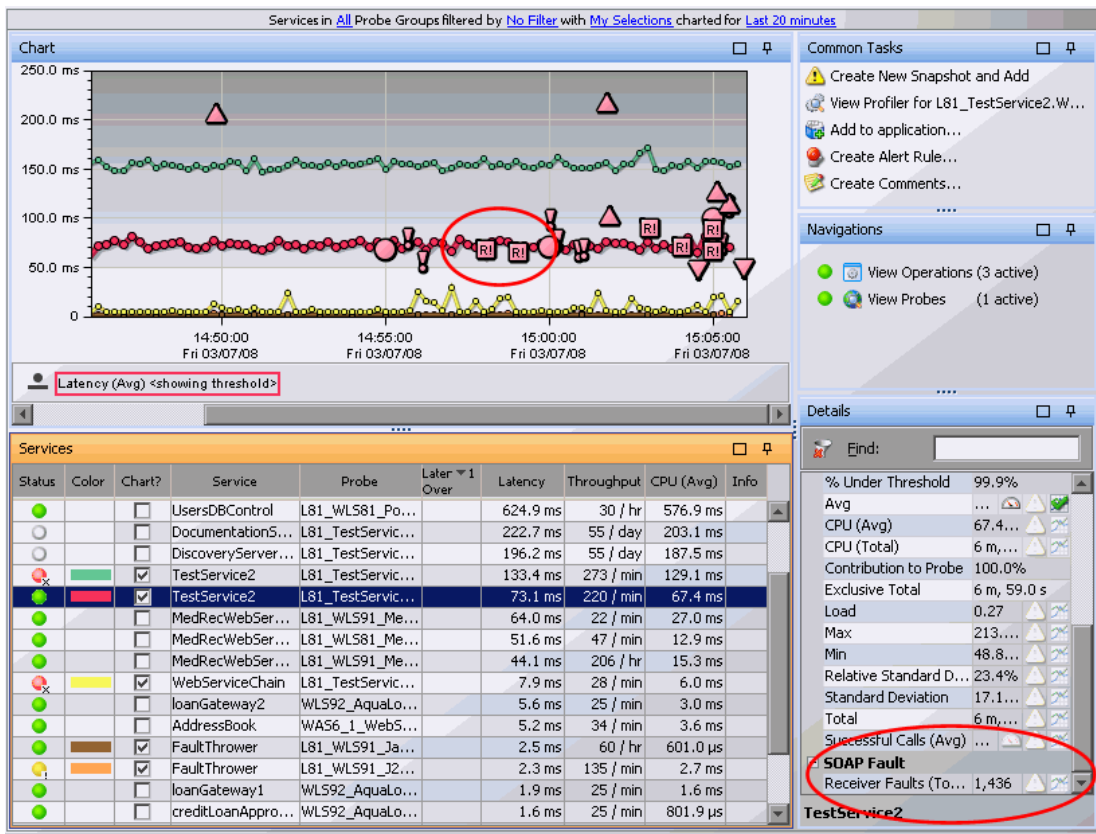 Services in All Probe Groups filtered by No Filter with My Selections charted for Last 20 minutes
Chart
250.0 ms
200.0 ms
150.0 ms
100.0 ms
50.0 ms
0
R! R! R! R! R! R!
14:50:00 14:55:00 15:00:00 15:05:00
Fri 03/07/08 Fri 03/07/08 Fri 03/07/08 Fri 03/07/08
Latency (Avg) <showing threshold>
Services
Status Color Chart? Service Probe Later 1 Over Latency Throughput CPU (Avg) Info
UsersDBControl L81_WLS81_Po... 624.9 ms 30 / hr 576.9 ms
DocumentationS... L81_TestServic... 222.7 ms 55 / day 203.1 ms
DiscoveryServer... L81_TestServic... 196.2 ms 55 / day 187.5 ms
TestService2 L81_TestServic... 133.4 ms 273 / min 129.1 ms
TestService2 L81_TestServic... 73.1 ms 220 / min 67.4 ms
MedRecWebSer... L81_WLS91_Me... 64.0 ms 22 / min 27.0 ms
MedRecWebSer... L81_WLS81_Me... 51.6 ms 47 / min 12.9 ms
MedRecWebSer... L81_WLS91_Me... 44.1 ms 206 / hr 15.3 ms
WebServiceChain L81_TestServic... 7.9 ms 28 / min 6.0 ms
loanGateway2 WLS92_AquaLo... 5.6 ms 25 / min 3.0 ms
AddressBook WAS6_1_WebS... 5.2 ms 34 / min 3.6 ms
FaultThrower L81_WLS91_Ja... 2.5 ms 60 / hr 601.0 µs
FaultThrower L81_WLS91_J2... 2.3 ms 135 / min 2.7 ms
loanGateway1 WLS92_AquaLo... 1.9 ms 25 / min 1.6 ms
creditLoanAppro... WLS92_AquaLo... 1.6 ms 25 / min 801.9 µs
Common Tasks
Create New Snapshot and Add
View Profiler for L81_TestService2.W...
Add to application...
Create Alert Rule...
Create Comments...
Navigations
View Operations (3 active)
View Probes (1 active)
Details
Find:
% Under Threshold 99.9%
Avg ...
CPU (Avg) 67.4...
CPU (Total) 6 m,...
Contribution to Probe 100.0%
Exclusive Total 6 m, 59.0 s
Load 0.27
Max 213....
Min 48.8...
Relative Standard D... 23.4%
Standard Deviation 17.1...
Total 6 m,...
Successful Calls (Avg) ...
SOAP Fault
Receiver Faults (To... 1,436
TestService2